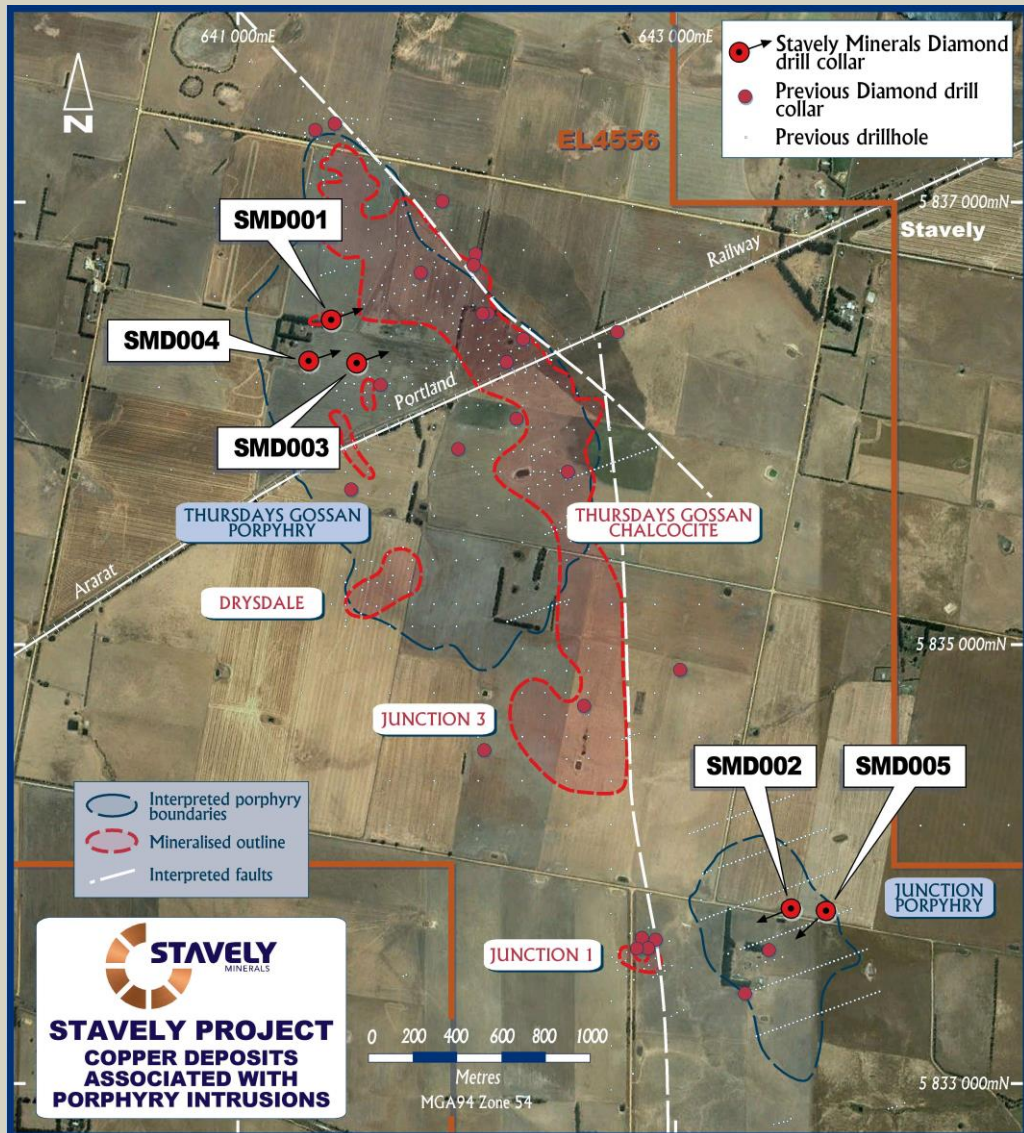 641 000mE
643 000mE
Stavely Minerals Diamond
drill collar
Previous Diamond drill
collar
Previous drillhole
EL4556
5 837 000mN
Stavely
SMD001
Railway
SMD004
Portland
SMD003
THURSDAYS GOSSAN
PORPYHRY
THURSDAYS GOSSAN
CHALCOCITE
Ararat
DRYSDALE
5 835 000mN
JUNCTION 3
SMD002
SMD005
Interpreted porphyry
boundaries
Mineralised outline
Interpreted faults
JUNCTION
PORPYHRY
JUNCTION 1
STAVELY
MINERALS
STAVELY PROJECT
COPPER DEPOSITS
ASSOCIATED WITH
PORPHYRY INTRUSIONS
0 200 400 600 800 1000
Metres
MGA94 Zone 54
5 833 000mN
N